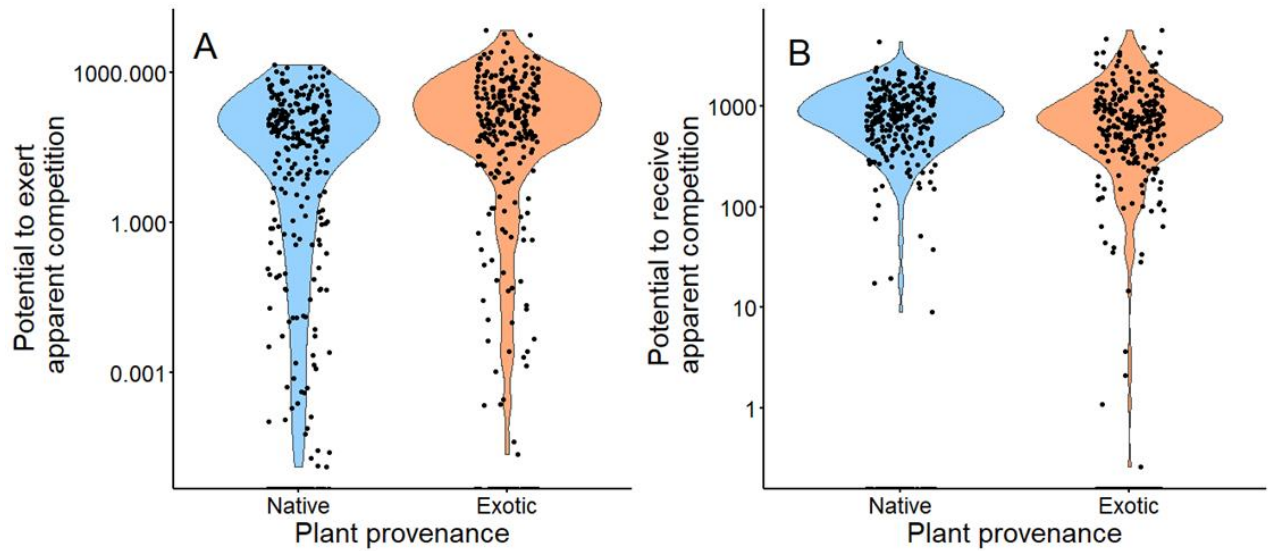 A
Potential to exert
apparent competition
1000.000
1.000
0.001
Native
Exotic
Plant provenance
B
Potential to receive
apparent competition
1000
100
10
1
Native
Exotic
Plant provenance